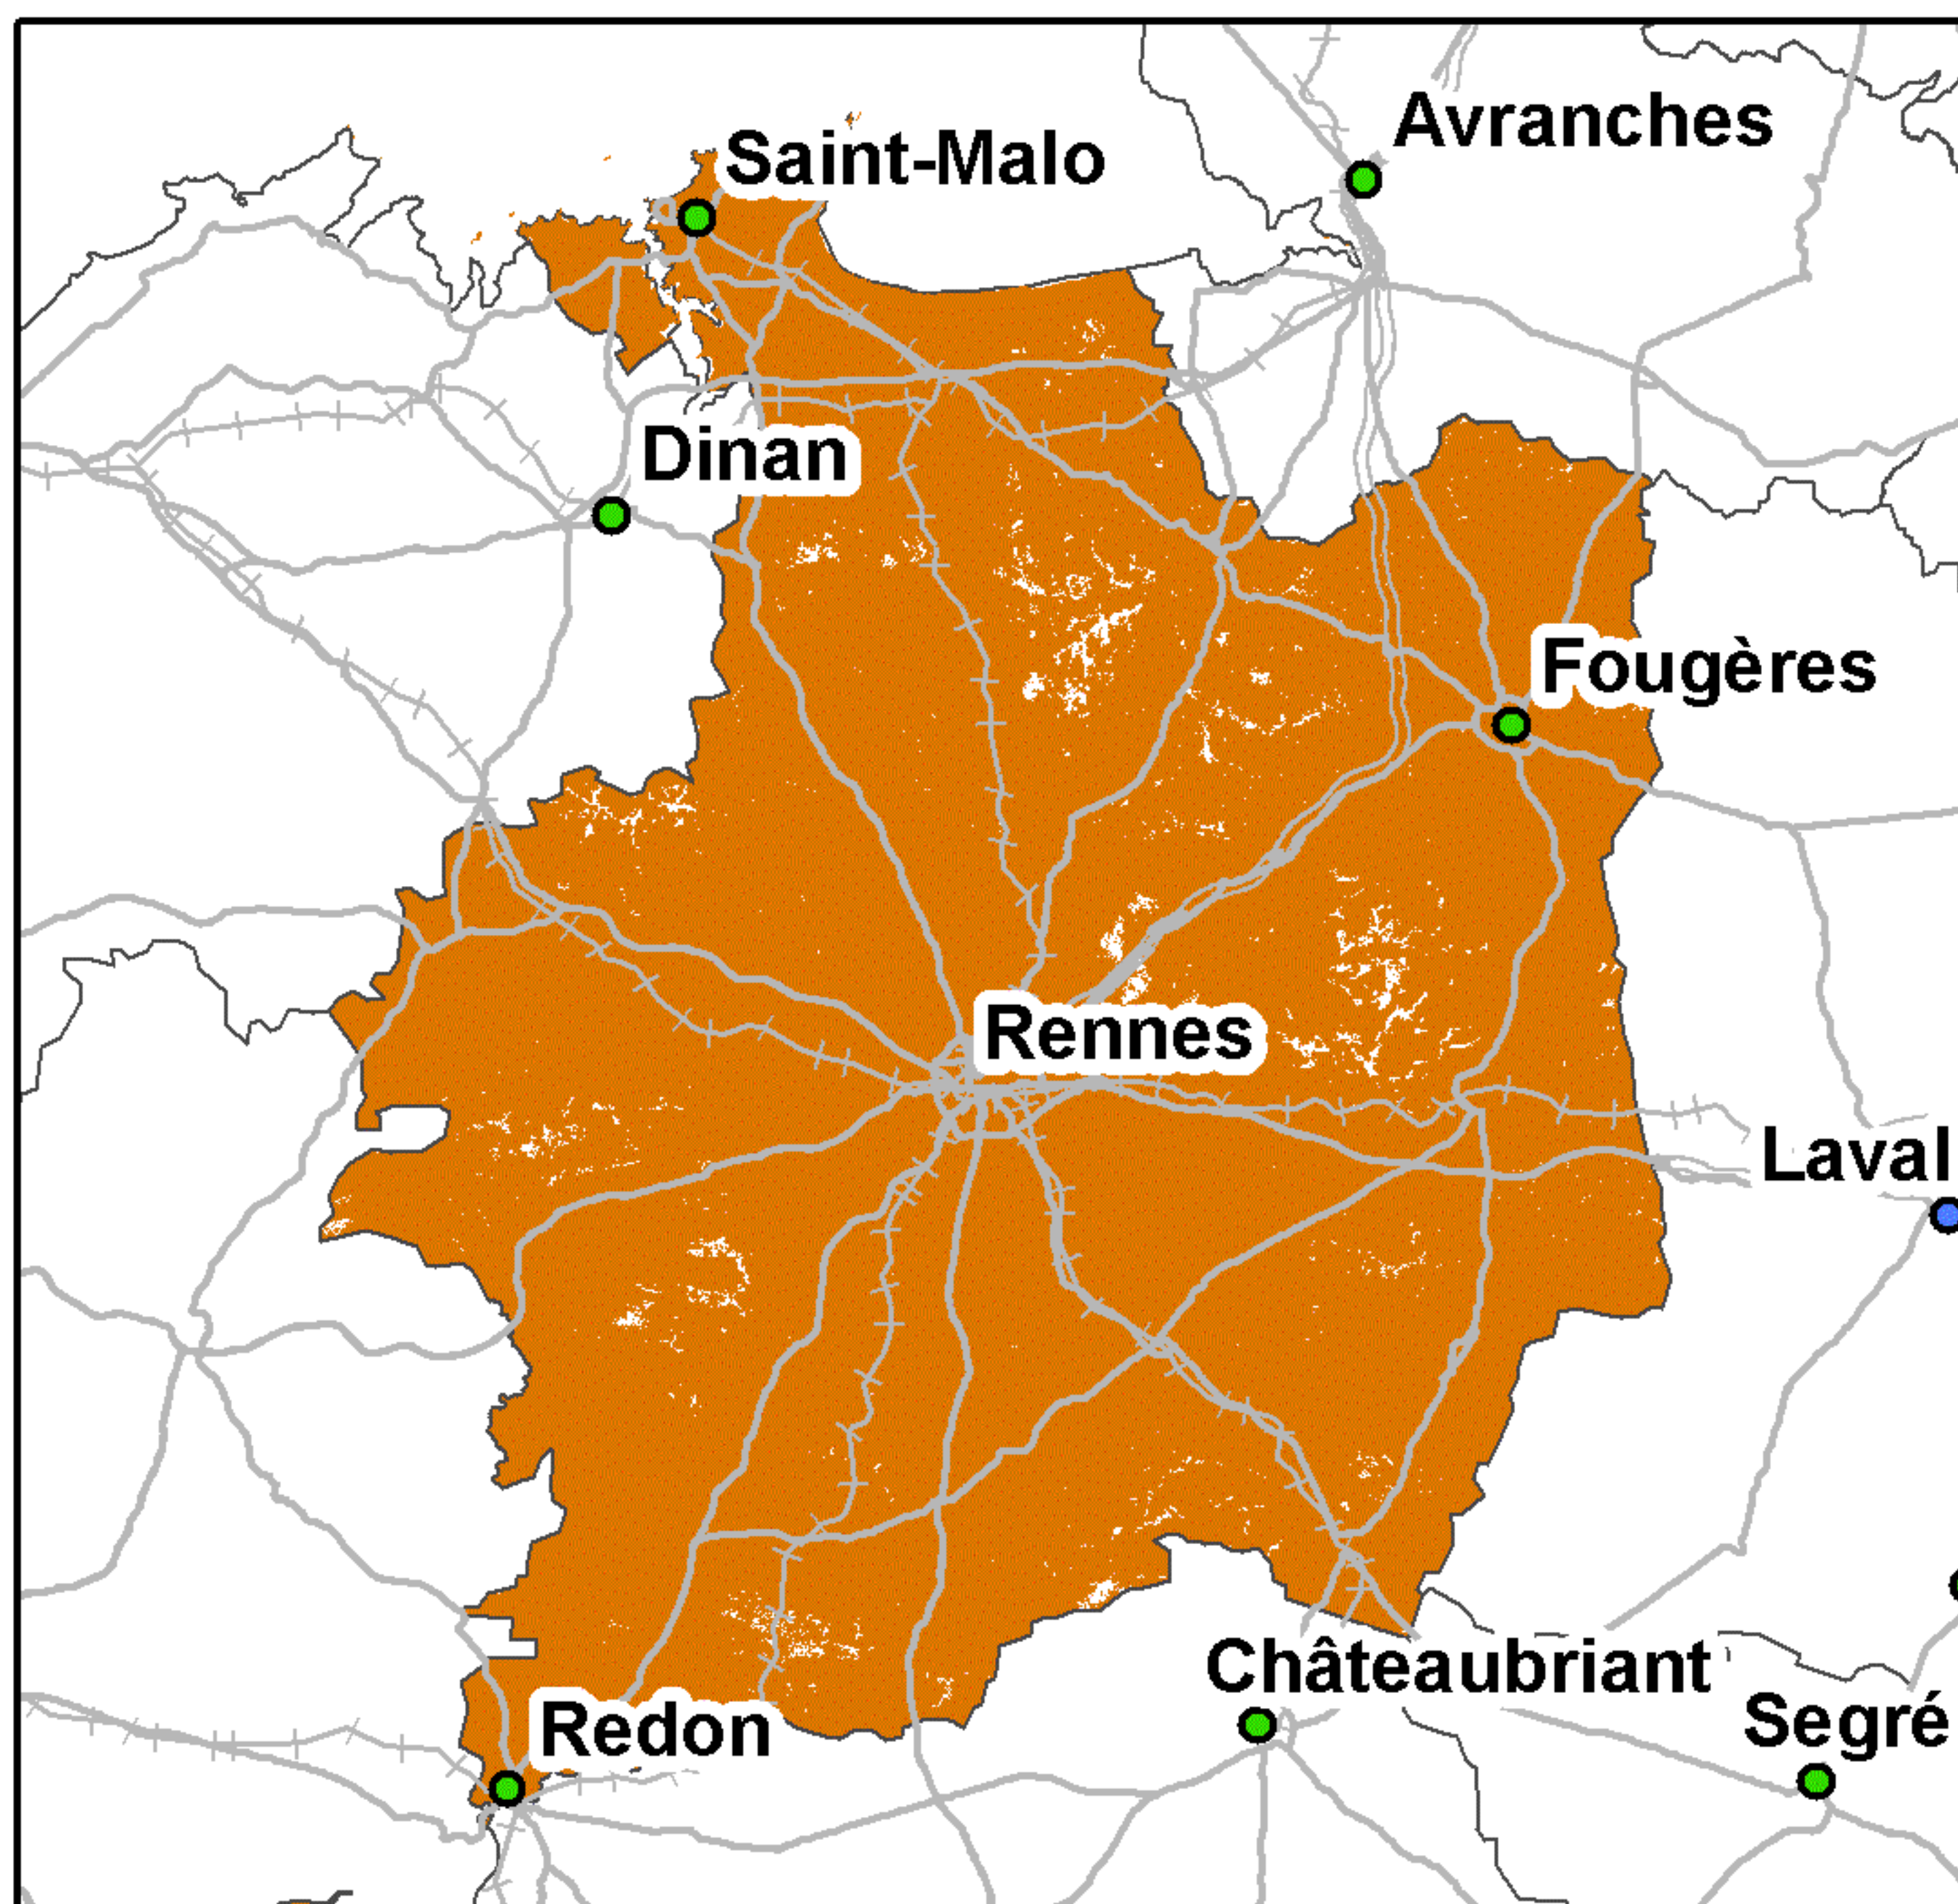 Avranches
Saint-Malo
Dinan
Fougères
Rennes
Laval
Châteaubriant
Segré
Redon